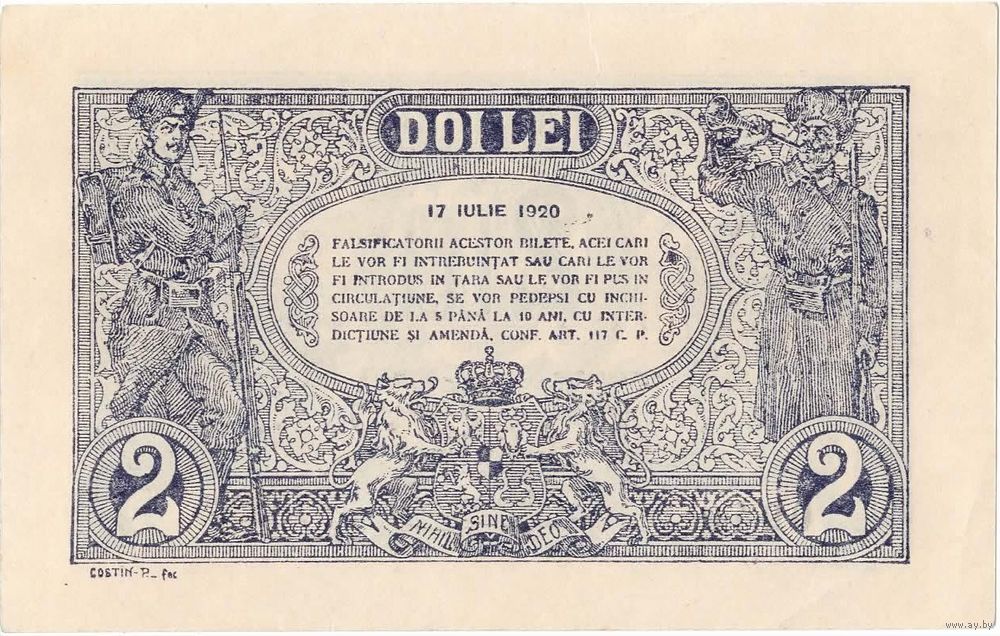 DOI LEI
17 IULIE 1920
FALSIFICATORII ACESTOR BILETE, ACEI CARI
LE VOR FI INTREBUINȚAT SAU CARI LE VOR
FI INTRODUS IN ȚARA SAU LE VOR FI PUS IN
CIRCULAȚIUNE, SE VOR PEDEPSI CU INCHI-
SOARE DE LA 5 PÂNĂ LA 10 ANI, CU INTER-
DICȚIUNE ȘI AMENDĂ, CONF. ART. 117 C. P.
2
2
NIHIL SINE DEO
COSTIN-P_ fec
www.ay.by